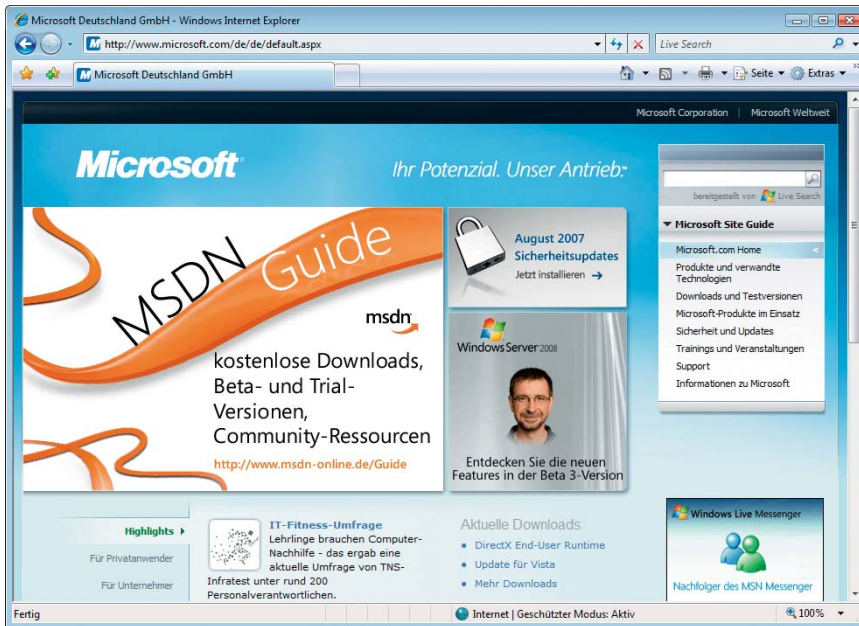 Microsoft Deutschland GmbH - Windows Internet Explorer
http://www.microsoft.com/de/de/default.aspx
Live Search
Microsoft Deutschland GmbH
Seite
Extras
Microsoft Corporation | Microsoft Weltweit
Microsoft
Ihr Potenzial. Unser Antrieb.™
bereitgestellt von Live Search
Microsoft Site Guide
Microsoft.com Home
Produkte und verwandte
Technologien
Downloads und Testversionen
Microsoft-Produkte im Einsatz
Sicherheit und Updates
Trainings und Veranstaltungen
Support
Informationen zu Microsoft
MSDN Guide
msdn
kostenlose Downloads,
Beta- und Trial-
Versionen,
Community-Ressourcen
http://www.msdn-online.de/Guide
August 2007
Sicherheitsupdates
Jetzt installieren
Windows Server 2008
Entdecken Sie die neuen
Features in der Beta 3-Version
Highlights
Für Privatanwender
Für Unternehmer
IT-Fitness-Umfrage
Lehrlinge brauchen Computer-
Nachhilfe - das ergab eine
aktuelle Umfrage von TNS-
Infratest unter rund 200
Personalverantwortlichen.
Aktuelle Downloads
DirectX End-User Runtime
Update für Vista
Mehr Downloads
Windows Live Messenger
Nachfolger des MSN Messenger
Fertig
Internet | Geschützter Modus: Aktiv
100%